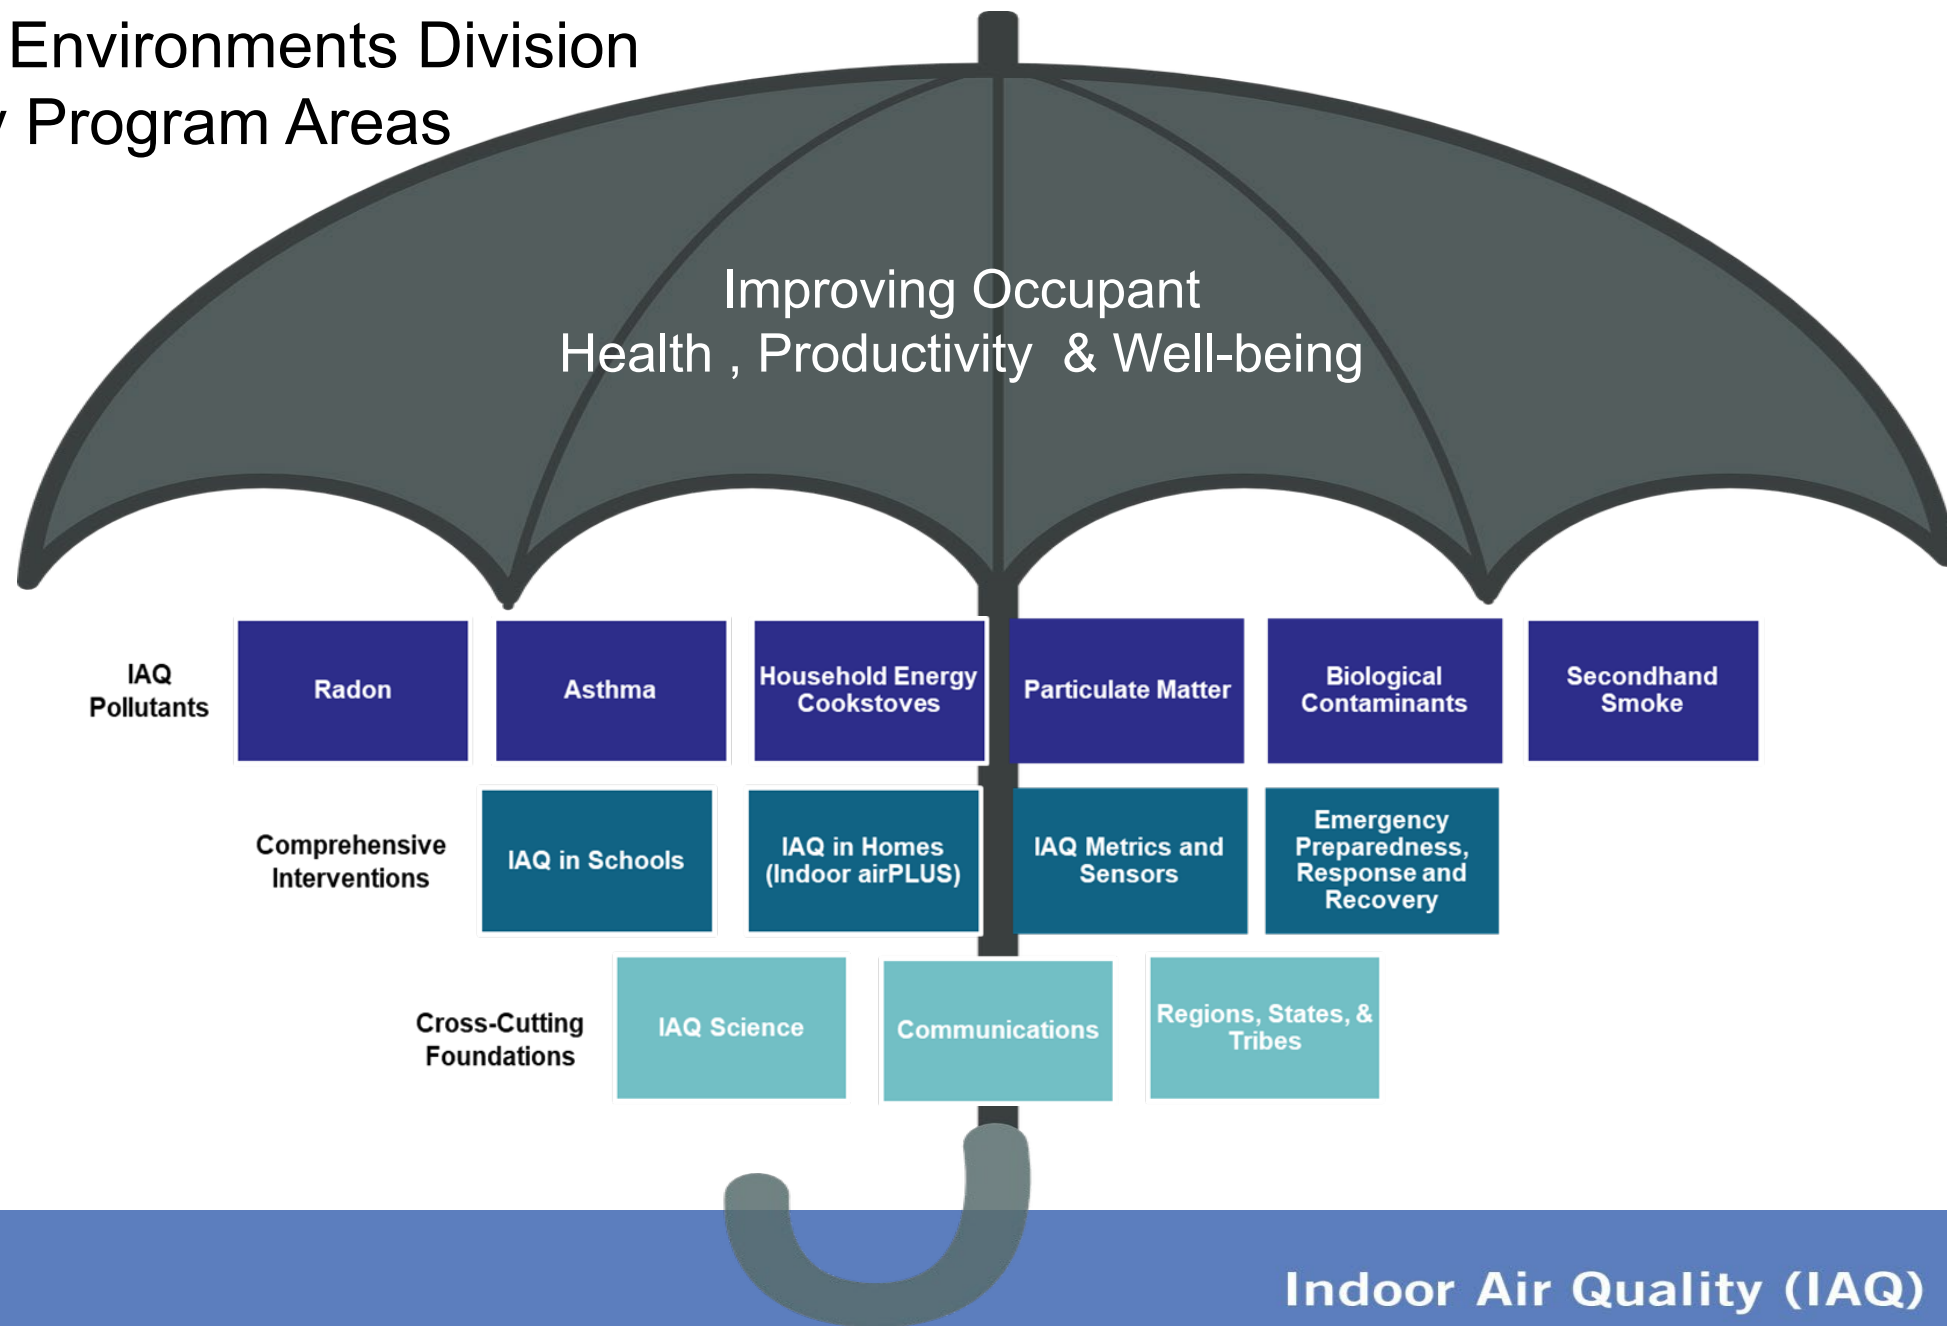 Environments Division
Program Areas
Improving Occupant
Health , Productivity & Well-being
IAQ
Pollutants
Radon
Asthma
Household Energy
Cookstoves
Particulate Matter
Biological
Contaminants
Secondhand
Smoke
Comprehensive
Interventions
IAQ in Schools
IAQ in Homes
(Indoor airPLUS)
IAQ Metrics and
Sensors
Emergency
Preparedness,
Response and
Recovery
Cross-Cutting
Foundations
IAQ Science
Communications
Regions, States, &
Tribes
Indoor Air Quality (IAQ)